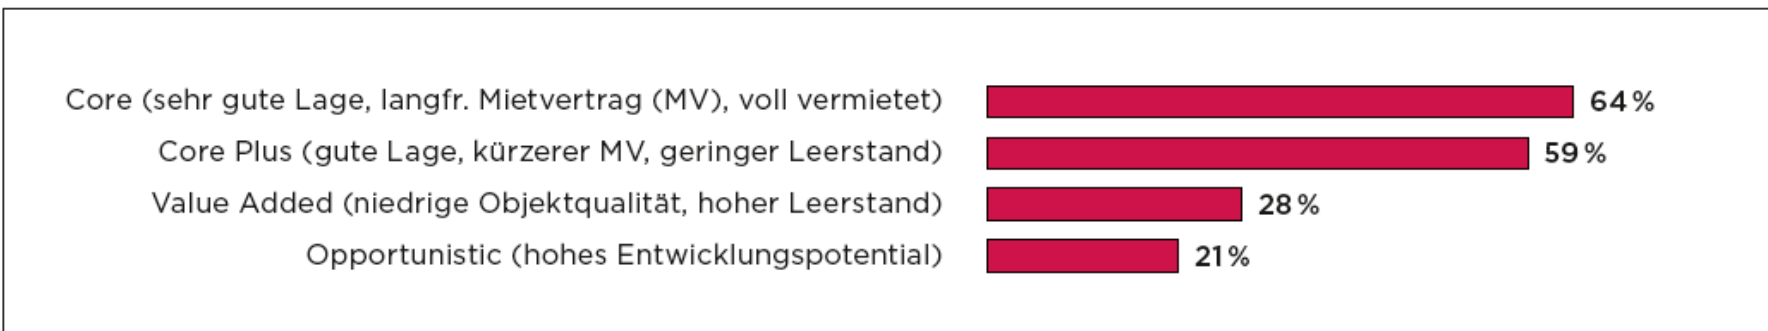 Core (sehr gute Lage, langfr. Mietvertrag (MV), voll vermietet) 64 %
Core Plus (gute Lage, kürzerer MV, geringer Leerstand) 59 %
Value Added (niedrige Objektqualität, hoher Leerstand) 28 %
Opportunistic (hohes Entwicklungspotential) 21 %